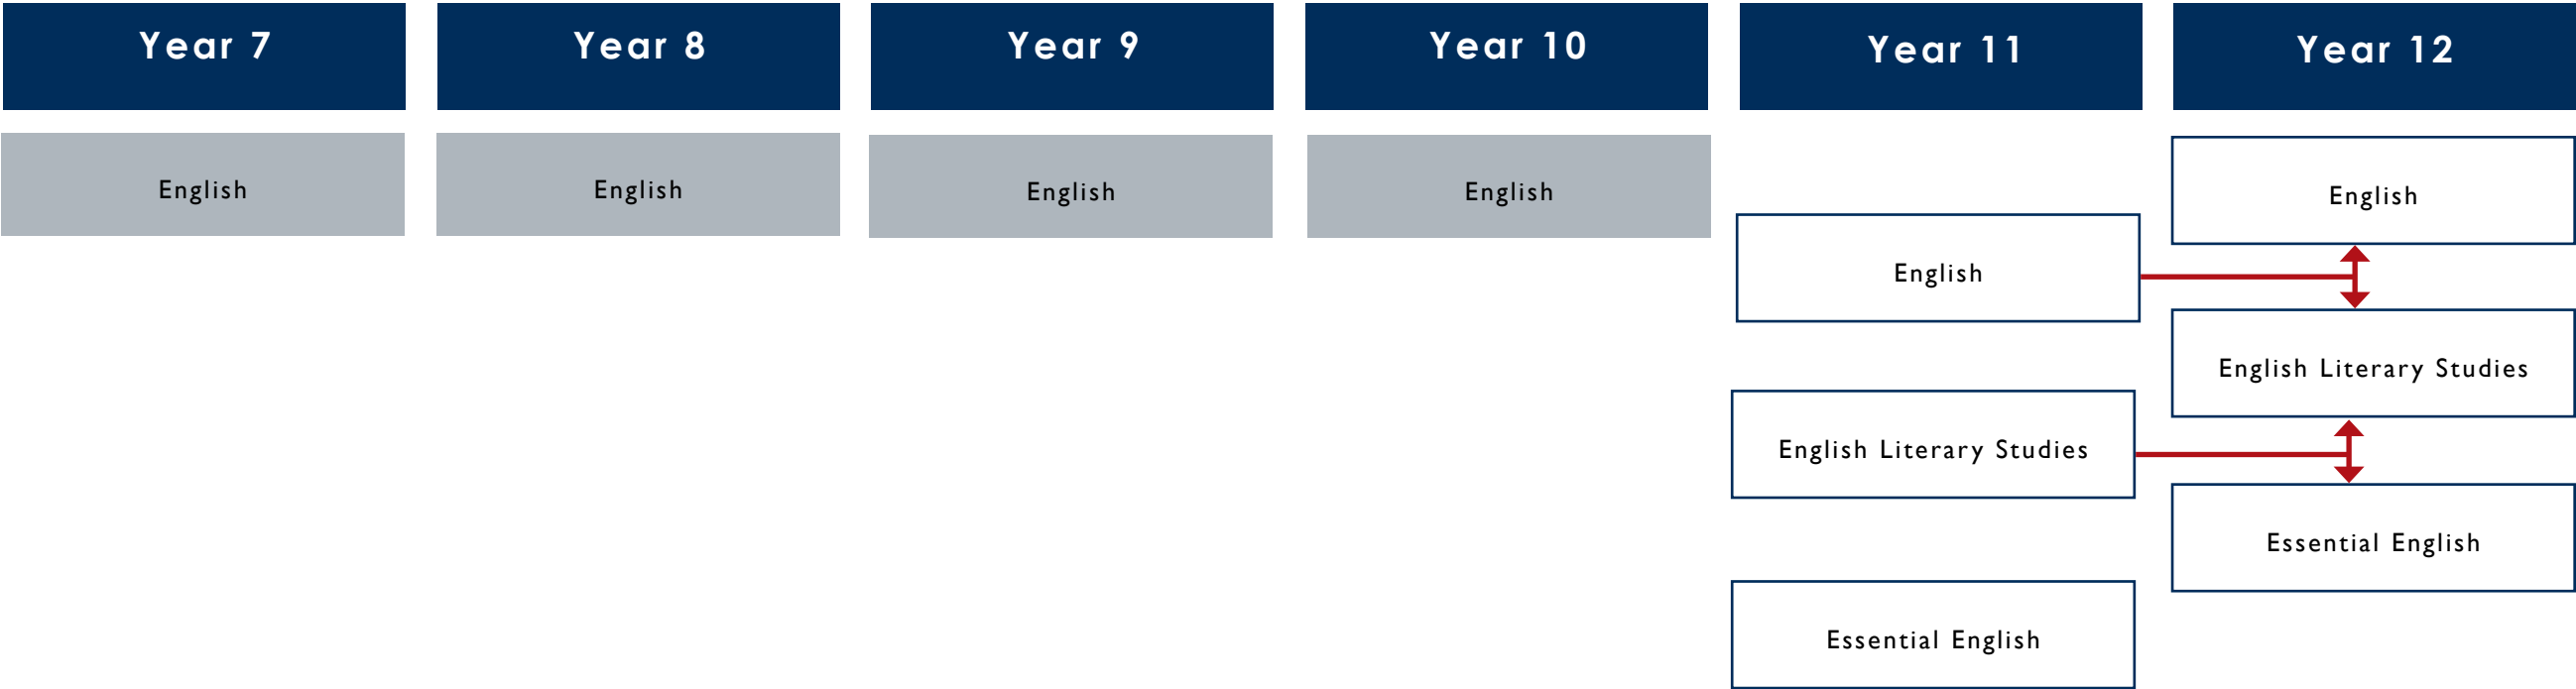 Year 7
Year 8
Year 9
Year 10
Year 11
Year 12
English
English
English
English
English
English
English Literary Studies
English Literary Studies
Essential English
Essential English